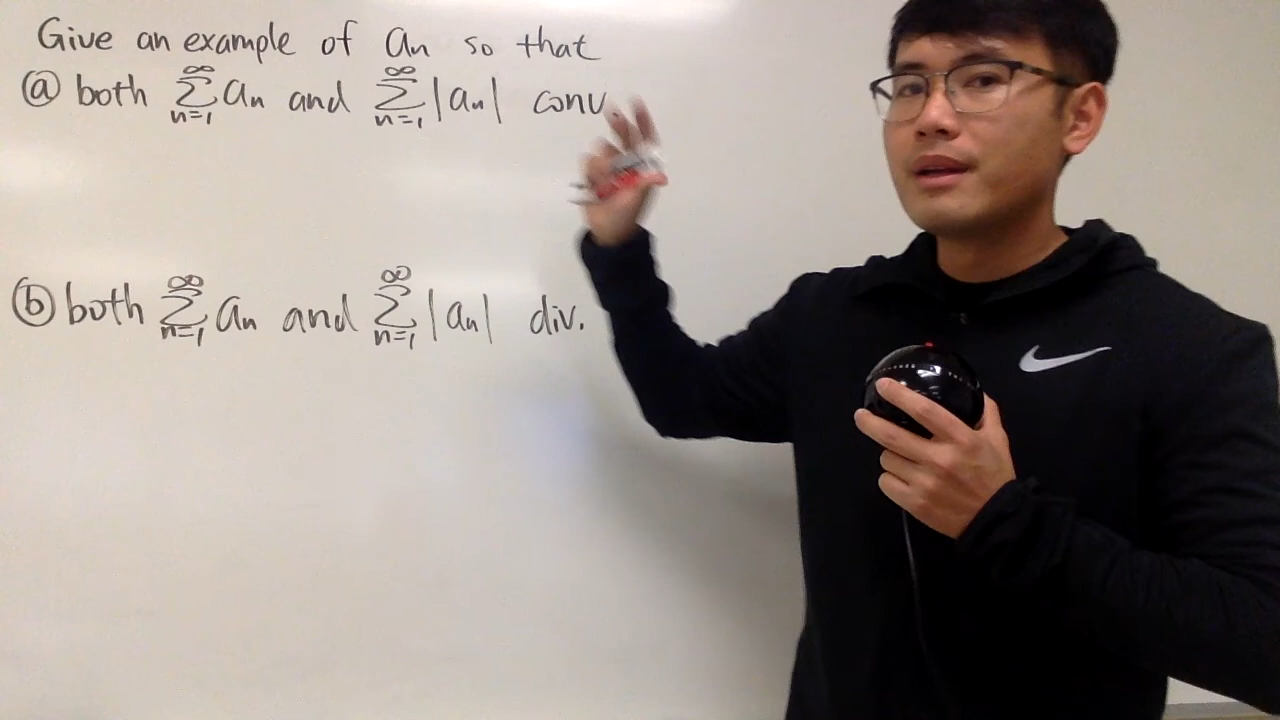 Give an example of an so that
ⓐ both ∞∑n=1 an and ∞∑n=1 |an| conv.
ⓑ both ∞∑n=1 an and ∞∑n=1 |an| div.